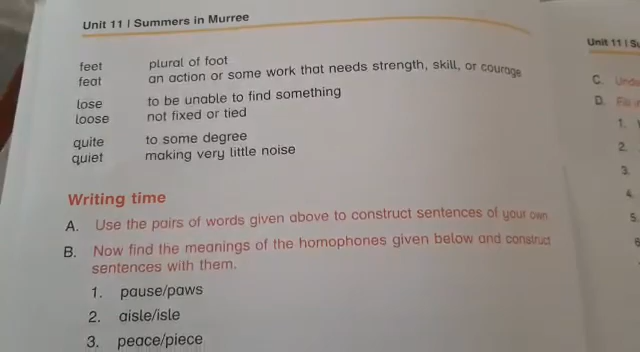 Unit 11 | Summers in Murree
feet plural of foot
feat an action or some work that needs strength, skill, or courage
lose to be unable to find something
loose not fixed or tied
quite to some degree
quiet making very little noise
Writing time
A. Use the pairs of words given above to construct sentences of your own
B. Now find the meanings of the homophones given below and construct
sentences with them.
1. pause/paws
2. aisle/isle
3. peace/piece
Unit 11 |
C.
D.
1.
2.
3.
4.
5.